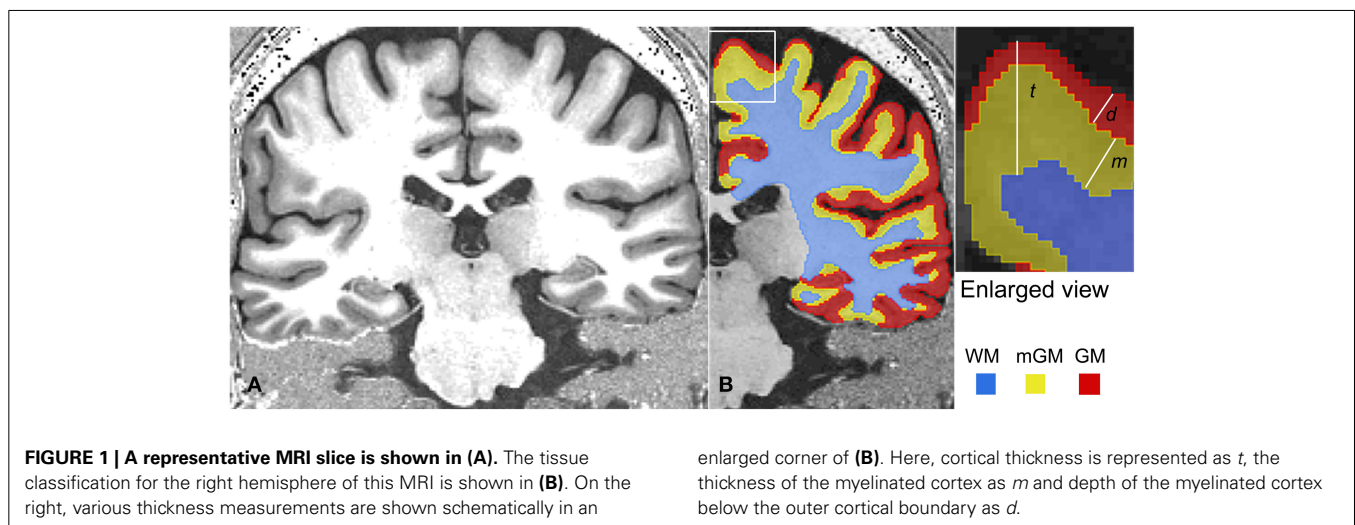 A
B
t
d
m
Enlarged view
WM mGM GM
FIGURE 1 | A representative MRI slice is shown in (A). The tissue
classification for the right hemisphere of this MRI is shown in (B). On the
right, various thickness measurements are shown schematically in an
enlarged corner of (B). Here, cortical thickness is represented as t, the
thickness of the myelinated cortex as m and depth of the myelinated cortex
below the outer cortical boundary as d.